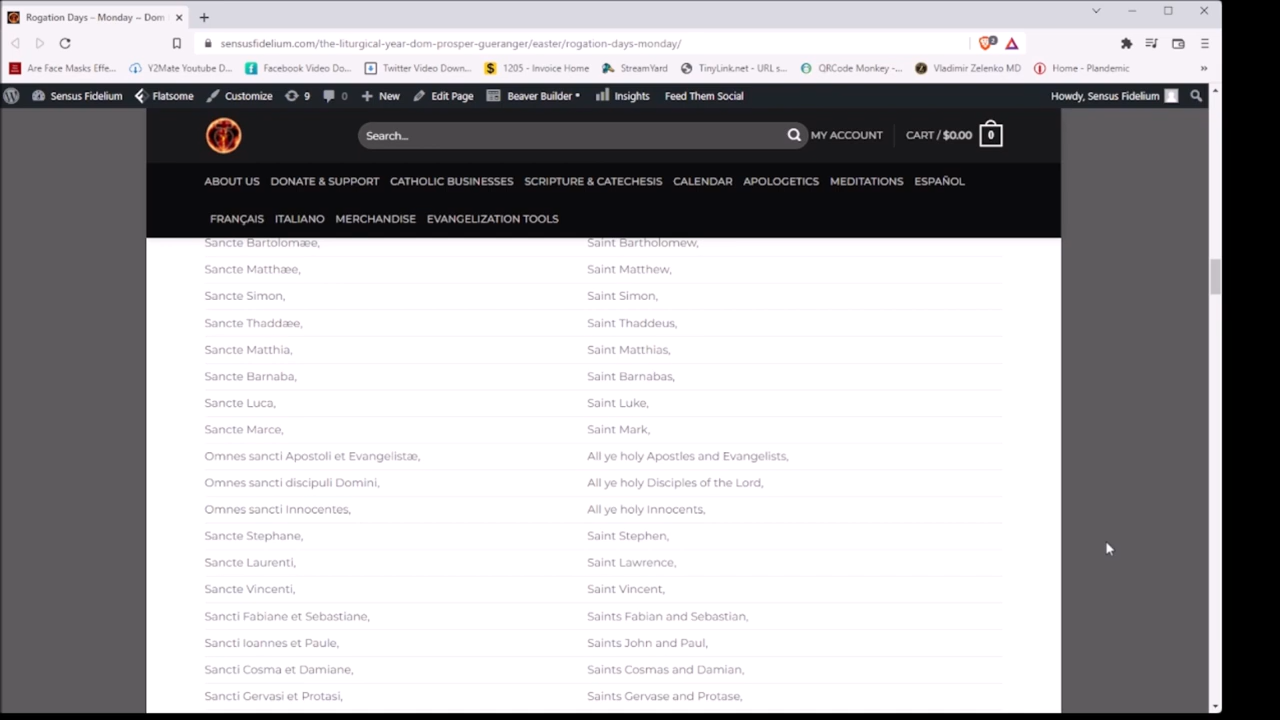 Rogation Days – Monday – Dom
sensusfidelium.com/the-liturgical-year-dom-prosper-gueranger/easter/rogation-days-monday/
2
Are Face Masks Effe... Y2Mate Youtube D... Facebook Video Do... Twitter Video Down... 1205 - Invoice Home StreamYard TinyLink.net - URL s... QRCode Monkey -... Vladimir Zelenko MD Home - Plandemic
Sensus Fidelium Flatsome Customize 9 0 New Edit Page Beaver Builder Insights Feed Them Social Howdy, Sensus Fidelium
Search... MY ACCOUNT CART / $0.00 0
ABOUT US DONATE & SUPPORT CATHOLIC BUSINESSES SCRIPTURE & CATECHESIS CALENDAR APOLOGETICS MEDITATIONS ESPAÑOL
FRANÇAIS ITALIANO MERCHANDISE EVANGELIZATION TOOLS
Sancte Bartolomæe, Saint Bartholomew,
Sancte Matthæe, Saint Matthew,
Sancte Simon, Saint Simon,
Sancte Thaddæe, Saint Thaddeus,
Sancte Matthia, Saint Matthias,
Sancte Barnaba, Saint Barnabas,
Sancte Luca, Saint Luke,
Sancte Marce, Saint Mark,
Omnes sancti Apostoli et Evangelistæ, All ye holy Apostles and Evangelists,
Omnes sancti discipuli Domini, All ye holy Disciples of the Lord,
Omnes sancti Innocentes, All ye holy Innocents,
Sancte Stephane, Saint Stephen,
Sancte Laurenti, Saint Lawrence,
Sancte Vincenti, Saint Vincent,
Sancti Fabiane et Sebastiane, Saints Fabian and Sebastian,
Sancti Ioannes et Paule, Saints John and Paul,
Sancti Cosma et Damiane, Saints Cosmas and Damian,
Sancti Gervasi et Protasi, Saints Gervase and Protase,